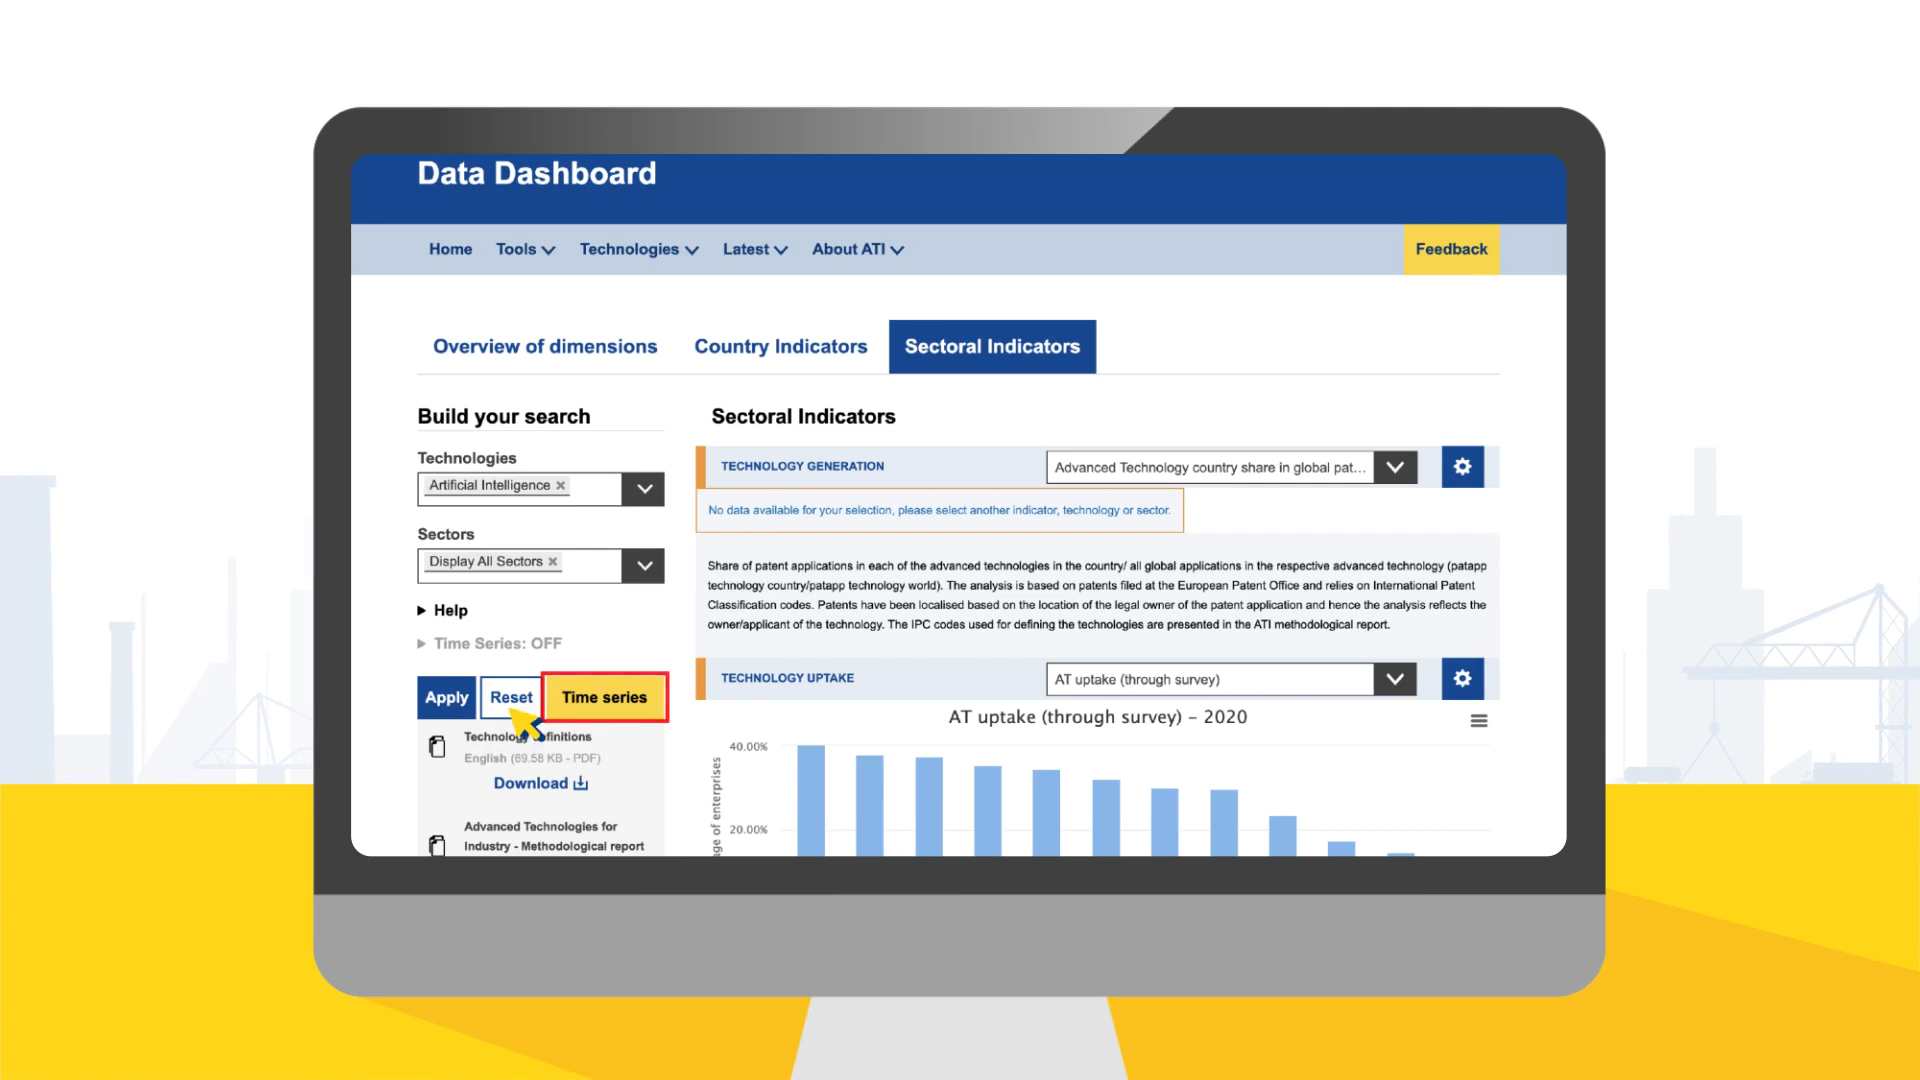 Data Dashboard
Home Tools Technologies Latest About ATI Feedback
Overview of dimensions Country Indicators Sectoral Indicators
Build your search
Technologies
Artificial Intelligence ×
Sectors
Display All Sectors ×
Help
Time Series: OFF
Apply Reset Time series
English (69.58 KB - PDF)
Download
Advanced Technologies for
Industry - Methodological report
Sectoral Indicators
TECHNOLOGY GENERATION Advanced Technology country share in global pat...
No data available for your selection, please select another indicator, technology or sector.
Share of patent applications in each of the advanced technologies in the country/ all global applications in the respective advanced technology (patapp
technology country/patapp technology world). The analysis is based on patents filed at the European Patent Office and relies on International Patent
Classification codes. Patents have been localised based on the location of the legal owner of the patent application and hence the analysis reflects the
owner/applicant of the technology. The IPC codes used for defining the technologies are presented in the ATI methodological report.
TECHNOLOGY UPTAKE AT uptake (through survey)
AT uptake (through survey) – 2020
40.00%
20.00%
of enterprises